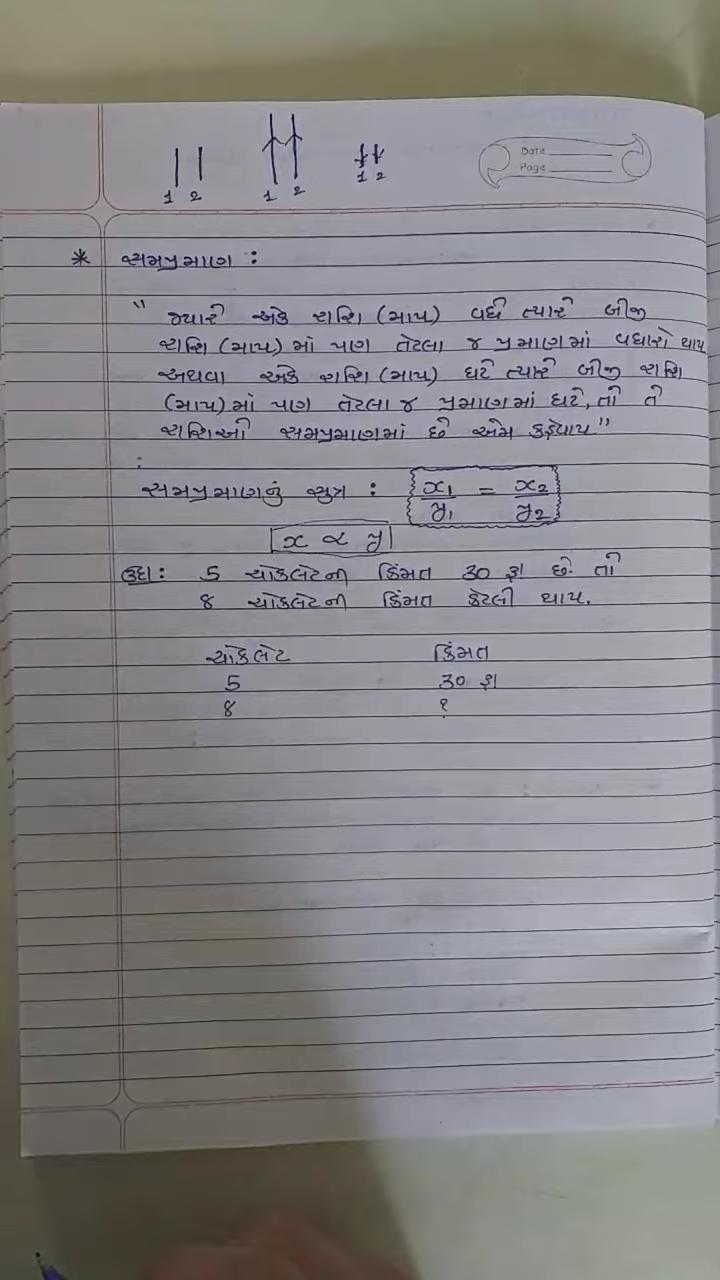 1 2 1 2 1 2
Date
Page
* સમપ્રમાણ :
" જ્યારે એક રાશિ (માપ) વધે ત્યારે બીજી
રાશિ (માપ) માં પણ તેટલા જ પ્રમાણમાં વધારો થાય
અથવા એક રાશિ (માપ) ઘટે ત્યારે બીજી રાશિ
(માપ) માં પણ તેટલા જ પ્રમાણમાં ઘટે, તો તે
રાશિઓ સમપ્રમાણમાં છે એમ કહેવાય"
:
સમપ્રમાણનું સુત્ર : x₁/y₁ = x₂/y₂
x ∝ y
ઉદા: 5 ચોકલેટની કિંમત 30 રૂા છે. તો
8 ચોકલેટની કિંમત કેટલી થાય.
ચોકલેટ કિંમત
5 30 રૂા
8 ?